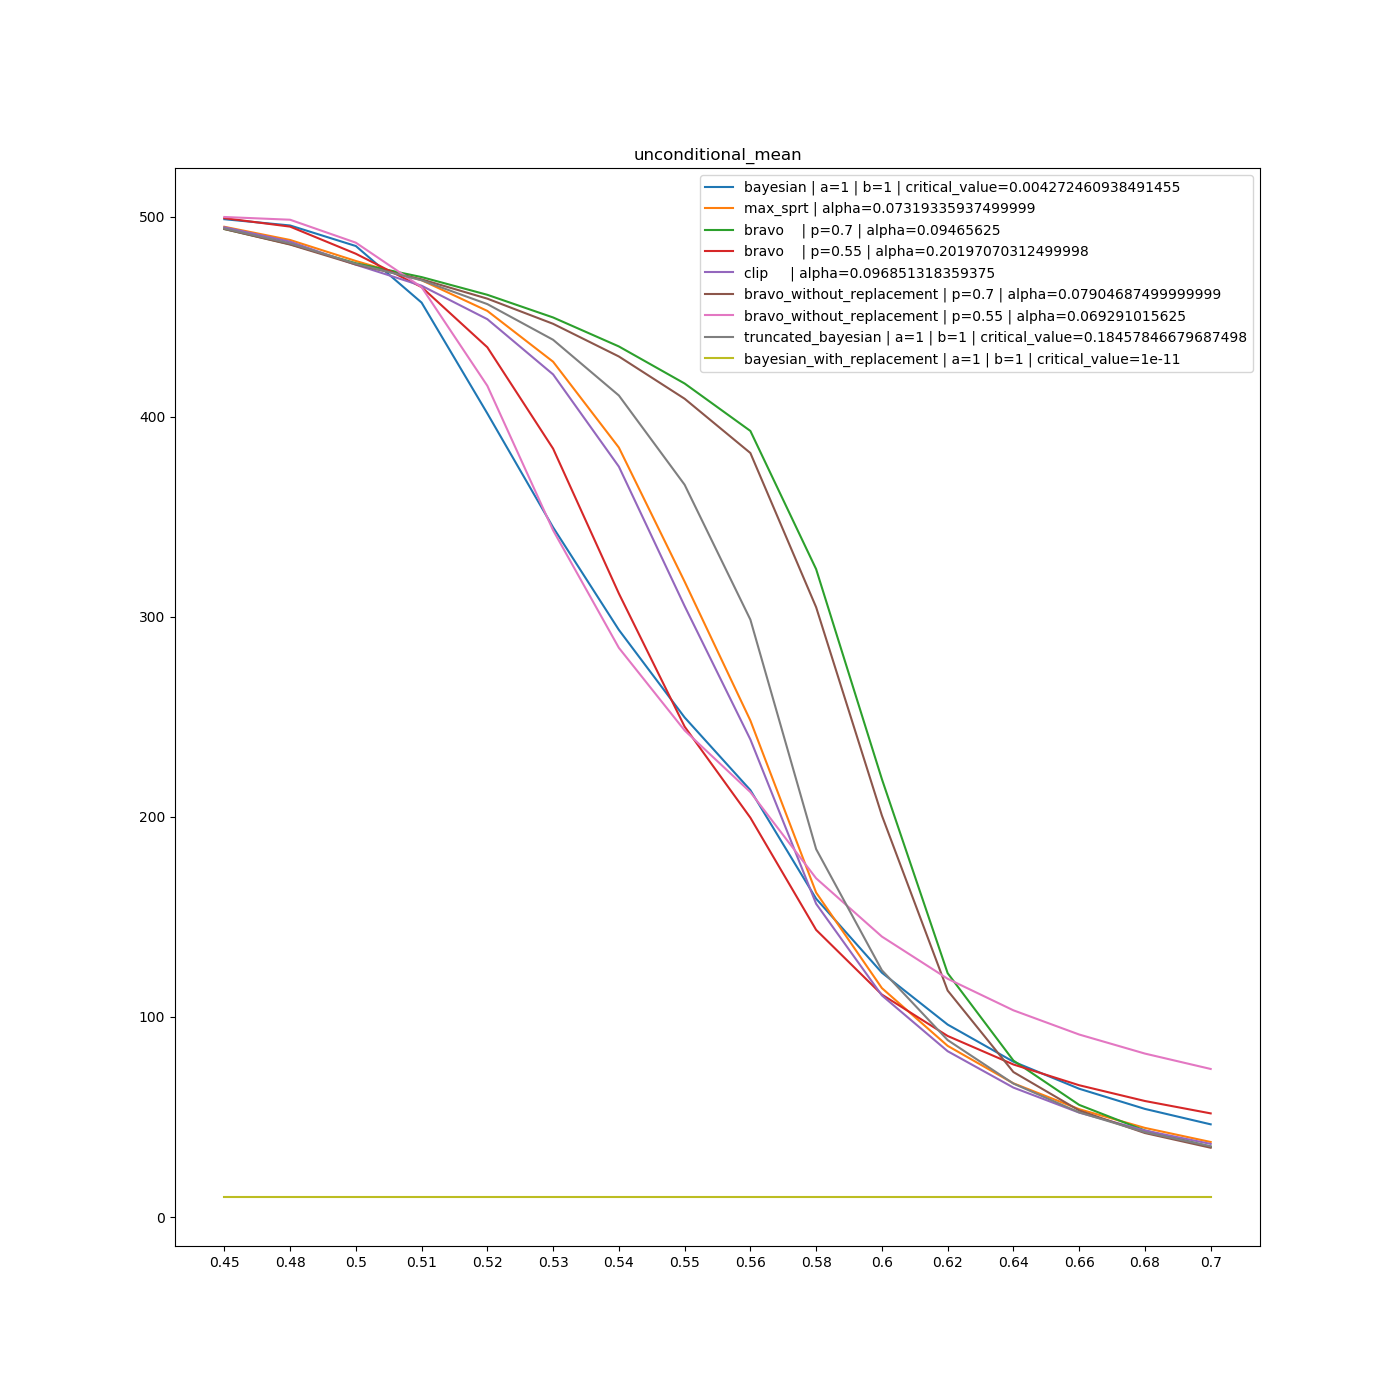 unconditional_mean
bayesian | a=1 | b=1 | critical_value=0.004272460938491455
max_sprt | alpha=0.07319335937499999
bravo    | p=0.7 | alpha=0.09465625
bravo    | p=0.55 | alpha=0.20197070312499998
clip     | alpha=0.096851318359375
bravo_without_replacement | p=0.7 | alpha=0.07904687499999999
bravo_without_replacement | p=0.55 | alpha=0.069291015625
truncated_bayesian | a=1 | b=1 | critical_value=0.18457846679687498
bayesian_with_replacement | a=1 | b=1 | critical_value=1e-11
500
400
300
200
100
0
0.45 0.48 0.5 0.51 0.52 0.53 0.54 0.55 0.56 0.58 0.6 0.62 0.64 0.66 0.68 0.7